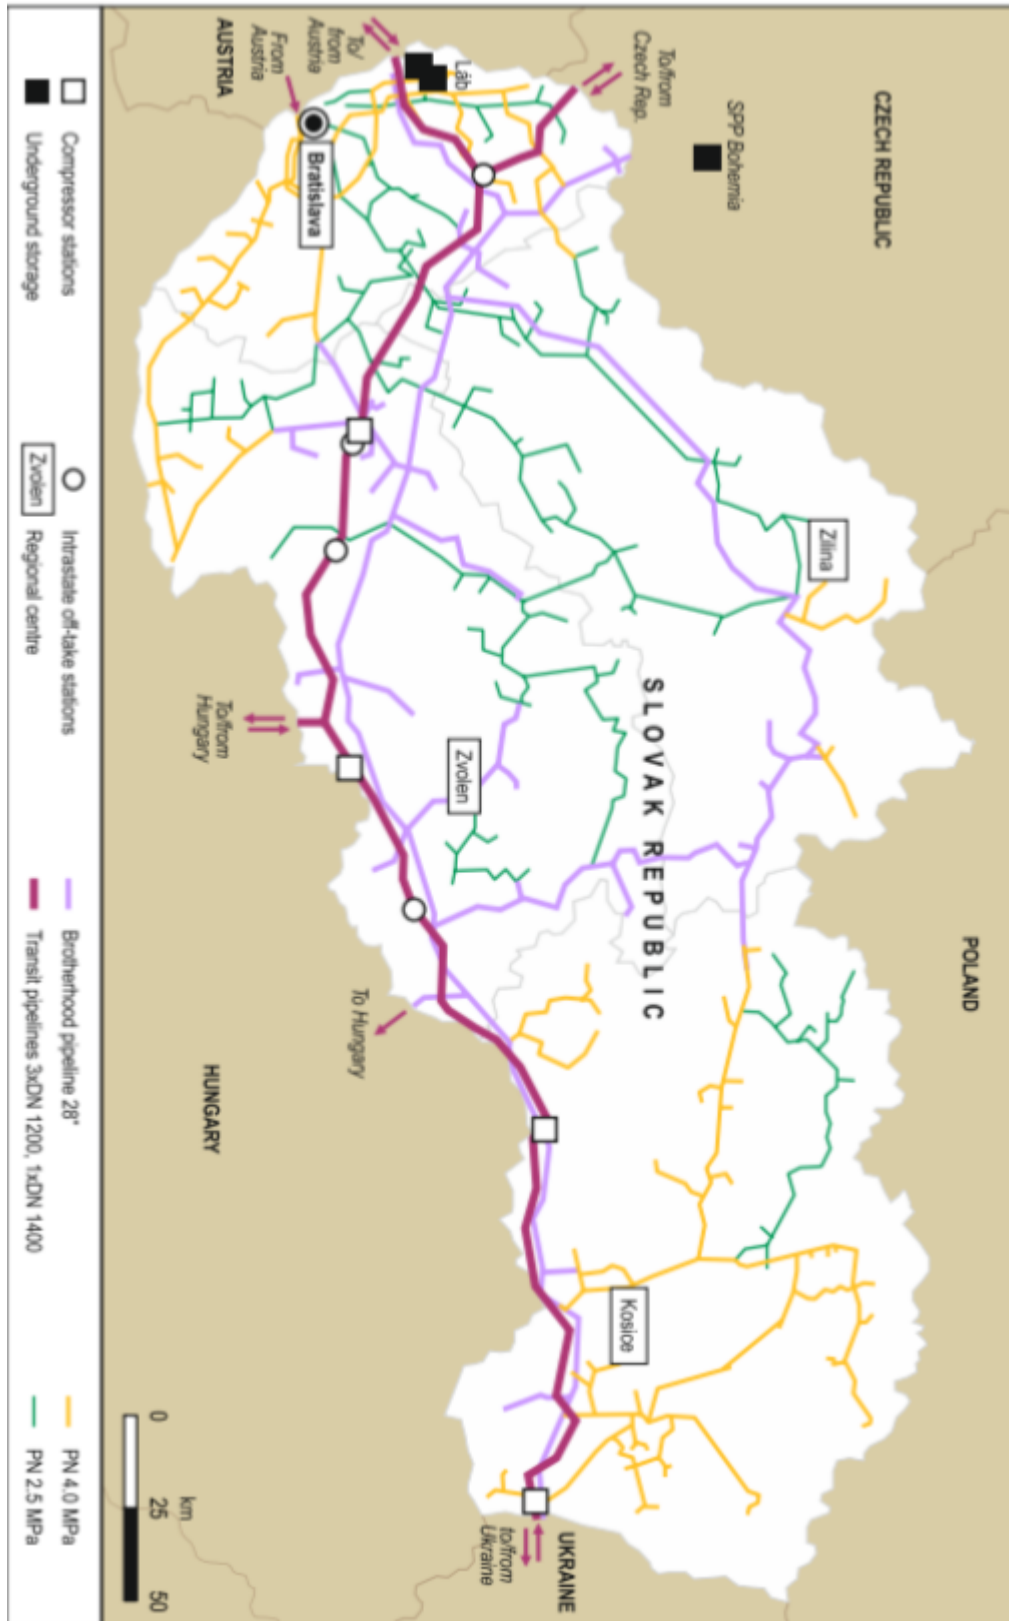 CZECH REPUBLIC
POLAND
SPP Bohemia
To/from
Czech Rep.
Zilina
SLOVAK REPUBLIC
Láb
To/
from
Austria
From
Austria
AUSTRIA
Bratislava
Zvolen
Kosice
UKRAINE
to/from
Ukraine
To/from
Hungary
To Hungary
HUNGARY
km
0 25 50
Compressor stations
Underground storage
Intrastate off-take stations
Zvolen Regional centre
Brotherhood pipeline 28"
Transit pipelines 3xDN 1200, 1xDN 1400
PN 4.0 MPa
PN 2.5 MPa